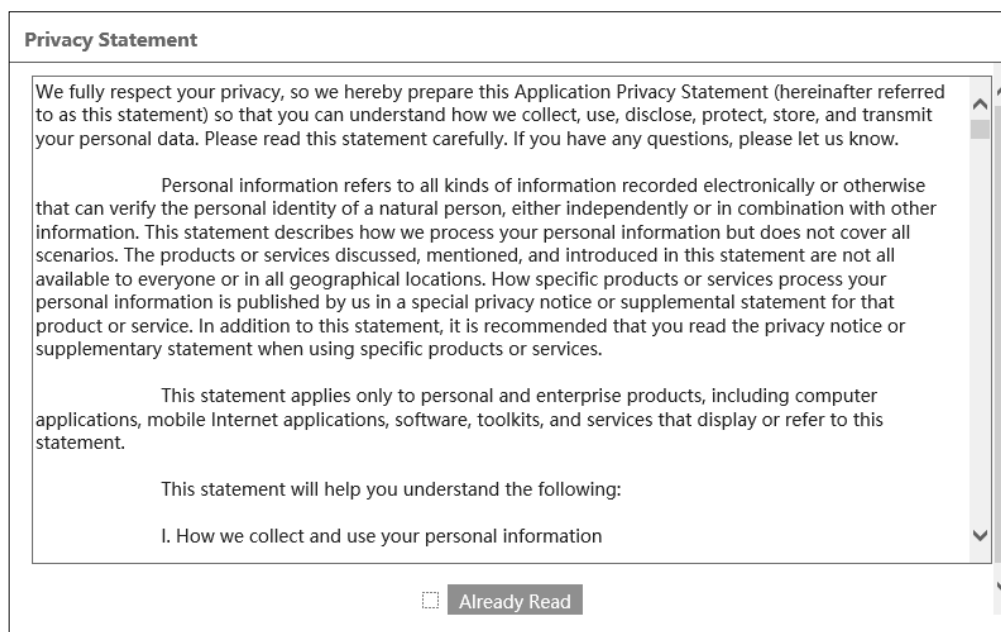 Privacy Statement
We fully respect your privacy, so we hereby prepare this Application Privacy Statement (hereinafter referred
to as this statement) so that you can understand how we collect, use, disclose, protect, store, and transmit
your personal data. Please read this statement carefully. If you have any questions, please let us know.
Personal information refers to all kinds of information recorded electronically or otherwise
that can verify the personal identity of a natural person, either independently or in combination with other
information. This statement describes how we process your personal information but does not cover all
scenarios. The products or services discussed, mentioned, and introduced in this statement are not all
available to everyone or in all geographical locations. How specific products or services process your
personal information is published by us in a special privacy notice or supplemental statement for that
product or service. In addition to this statement, it is recommended that you read the privacy notice or
supplementary statement when using specific products or services.
This statement applies only to personal and enterprise products, including computer
applications, mobile Internet applications, software, toolkits, and services that display or refer to this
statement.
This statement will help you understand the following:
I. How we collect and use your personal information
Already Read